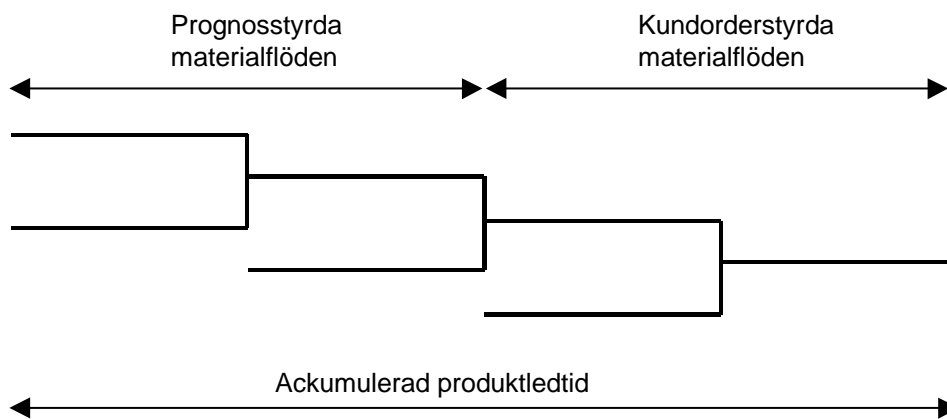 Prognosstyrda
materialflöden
Kundorderstyrda
materialflöden
Ackumulerad produktledtid